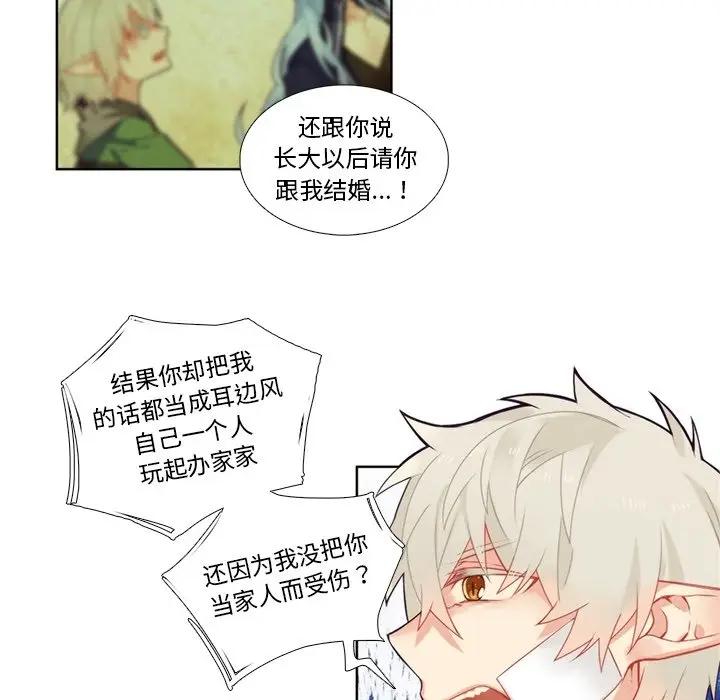 还跟你说
长大以后请你
跟我结婚...！
结果你却把我
的话都当成耳边风
自己一个人
玩起办家家
还因为我没把你
当家人而受伤？